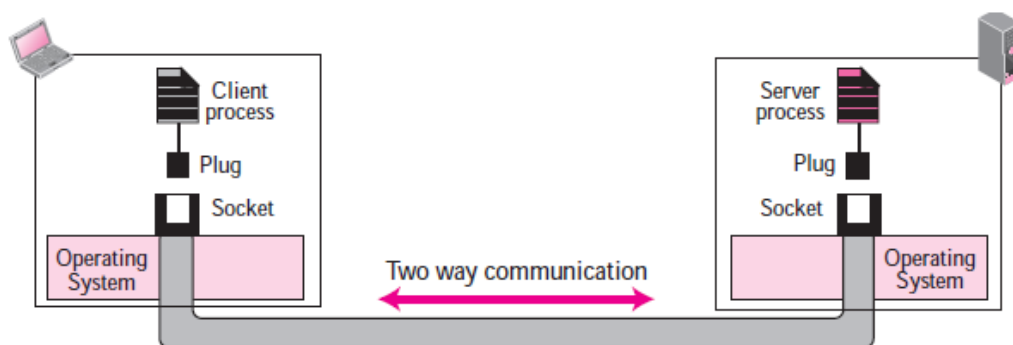 Client
process
Plug
Socket
Operating
System
Two way communication
Server
process
Plug
Socket
Operating
System